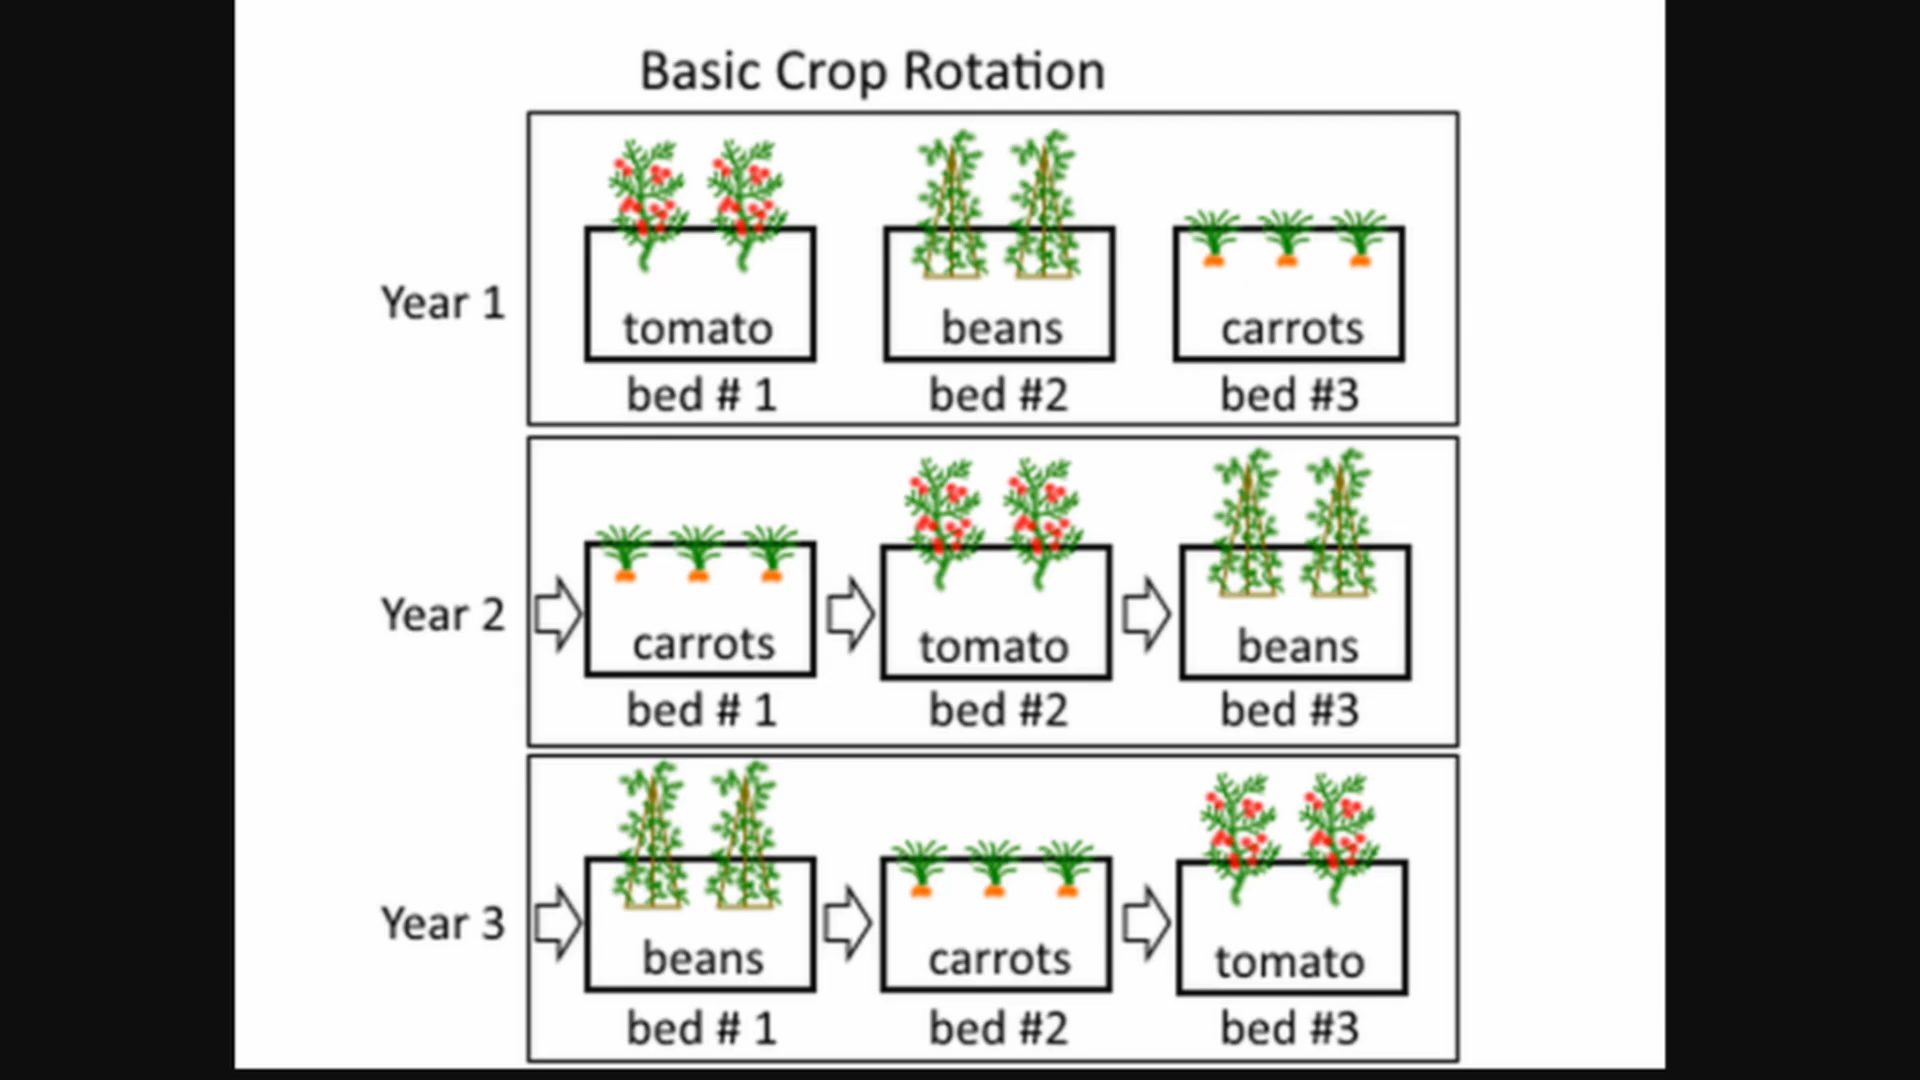 Basic Crop Rotation
Year 1
tomato
beans
carrots
bed # 1
bed #2
bed #3
Year 2
carrots
tomato
beans
bed # 1
bed #2
bed #3
Year 3
beans
carrots
tomato
bed # 1
bed #2
bed #3